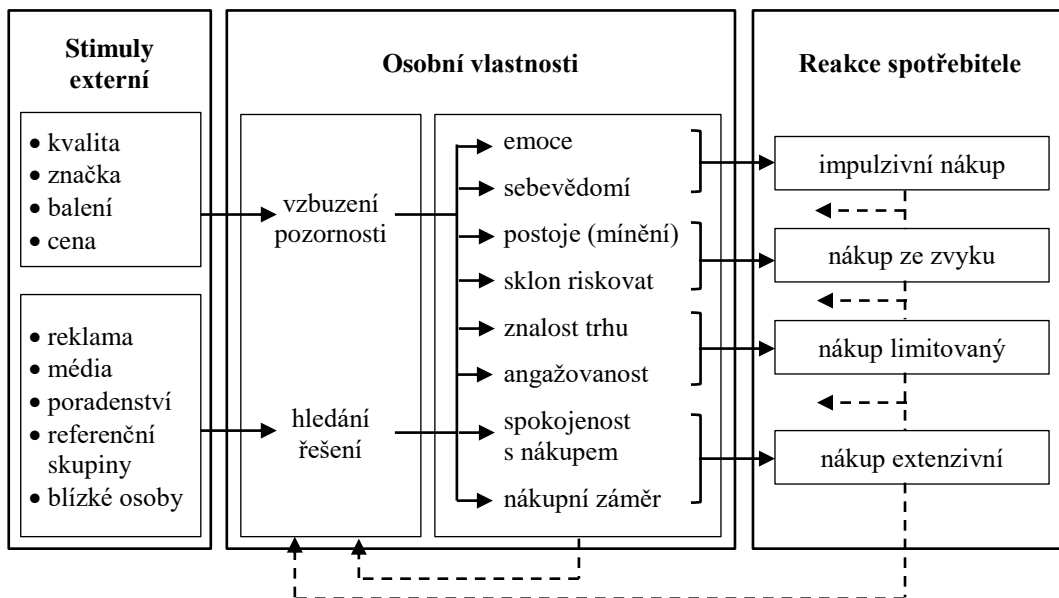 Stimuly
externí
• kvalita
• značka
• balení
• cena
• reklama
• média
• poradenství
• referenční
skupiny
• blízké osoby
Osobní vlastnosti
vzbuzení
pozornosti
hledání
řešení
emoce
sebevědomí
postoje (mínění)
sklon riskovat
znalost trhu
angažovanost
spokojenost
s nákupem
nákupní záměr
Reakce spotřebitele
impulzivní nákup
nákup ze zvyku
nákup limitovaný
nákup extenzivní